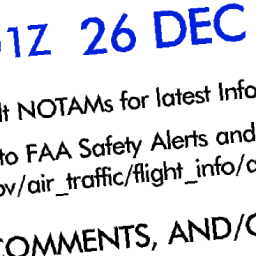 1Z 26 DEC
lt NOTAMs for latest Info
to FAA Safety Alerts and
ov/air_traffic/flight_info/a
COMMENTS, AND/